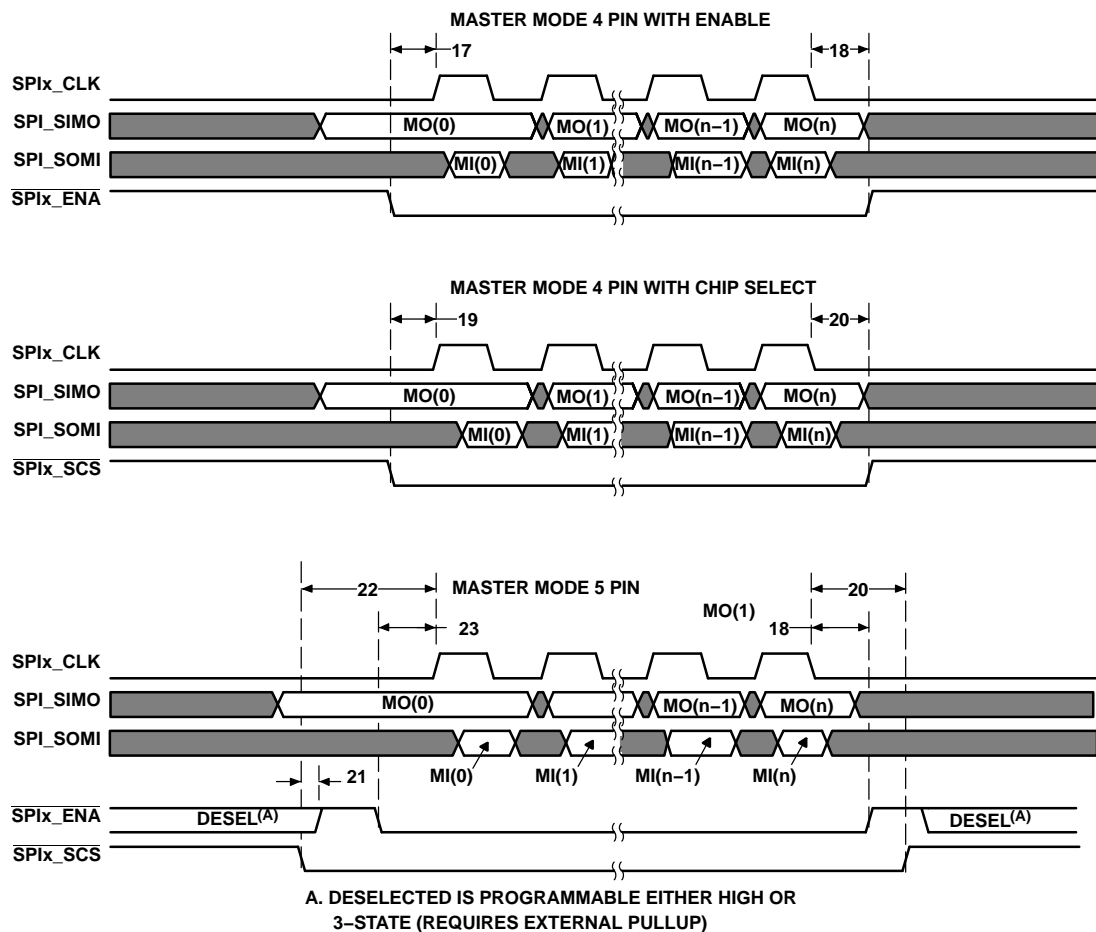 MASTER MODE 4 PIN WITH ENABLE
17
18
SPIx_CLK
SPI_SIMO
MO(0)
MO(1)
MO(n−1)
MO(n)
SPI_SOMI
MI(0)
MI(1)
MI(n−1)
MI(n)
SPIx_ENA
MASTER MODE 4 PIN WITH CHIP SELECT
19
20
SPIx_CLK
SPI_SIMO
MO(0)
MO(1)
MO(n−1)
MO(n)
SPI_SOMI
MI(0)
MI(1)
MI(n−1)
MI(n)
SPIx_SCS
22
MASTER MODE 5 PIN
20
MO(1)
23
18
SPIx_CLK
SPI_SIMO
MO(0)
MO(n−1)
MO(n)
SPI_SOMI
MI(0)
MI(1)
MI(n−1)
MI(n)
21
SPIx_ENA
DESEL(A)
DESEL(A)
SPIx_SCS
A. DESELECTED IS PROGRAMMABLE EITHER HIGH OR
3−STATE (REQUIRES EXTERNAL PULLUP)